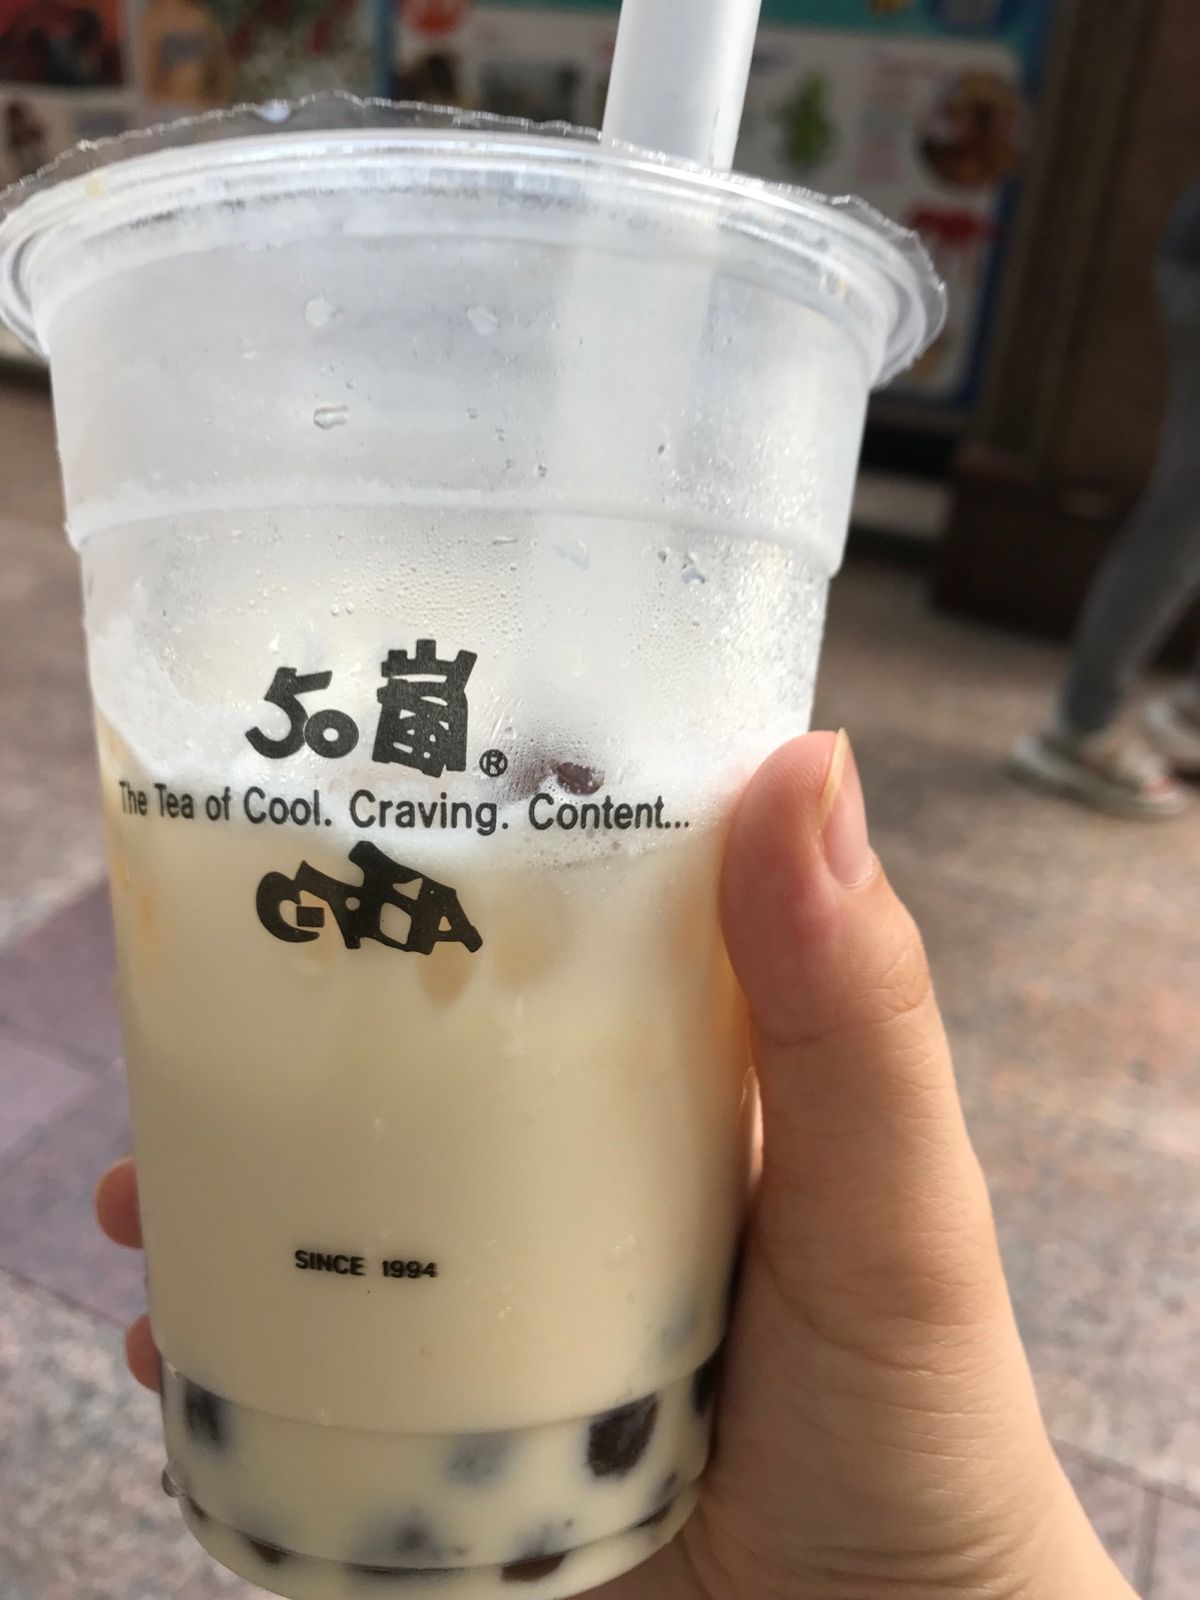 50嵐®
The Tea of Cool. Craving. Content...
SINCE 1994